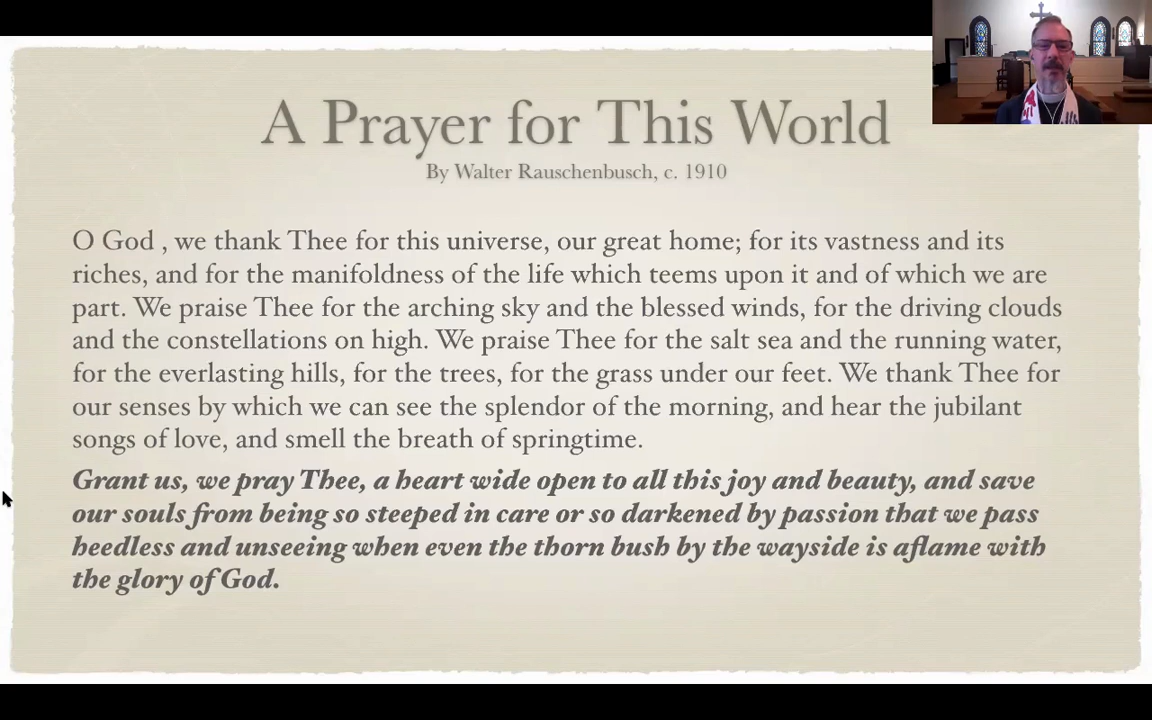 A Prayer for This World
By Walter Rauschenbusch, c. 1910
O God , we thank Thee for this universe, our great home; for its vastness and its
riches, and for the manifoldness of the life which teems upon it and of which we are
part. We praise Thee for the arching sky and the blessed winds, for the driving clouds
and the constellations on high. We praise Thee for the salt sea and the running water,
for the everlasting hills, for the trees, for the grass under our feet. We thank Thee for
our senses by which we can see the splendor of the morning, and hear the jubilant
songs of love, and smell the breath of springtime.
Grant us, we pray Thee, a heart wide open to all this joy and beauty, and save
our souls from being so steeped in care or so darkened by passion that we pass
heedless and unseeing when even the thorn bush by the wayside is aflame with
the glory of God.